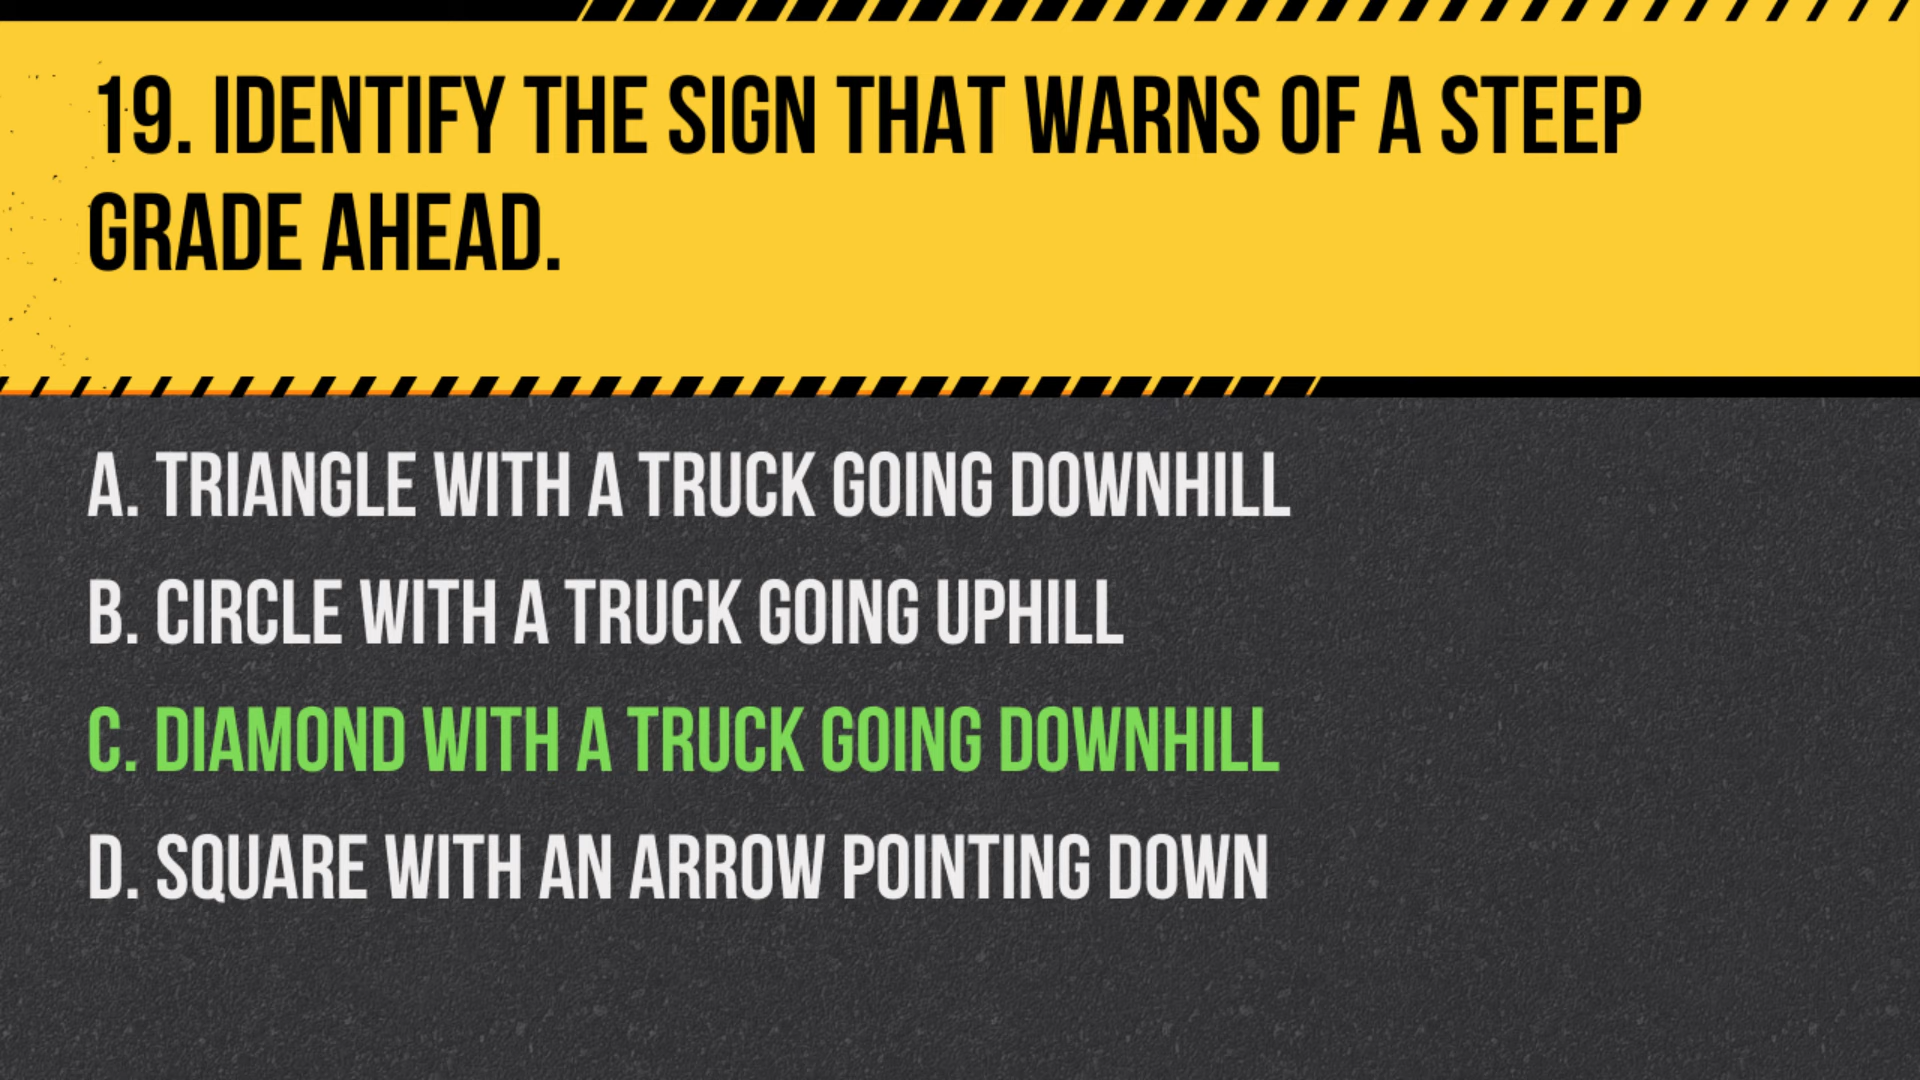 19. IDENTIFY THE SIGN THAT WARNS OF A STEEP
GRADE AHEAD.
A. TRIANGLE WITH A TRUCK GOING DOWNHILL
B. CIRCLE WITH A TRUCK GOING UPHILL
C. DIAMOND WITH A TRUCK GOING DOWNHILL
D. SQUARE WITH AN ARROW POINTING DOWN